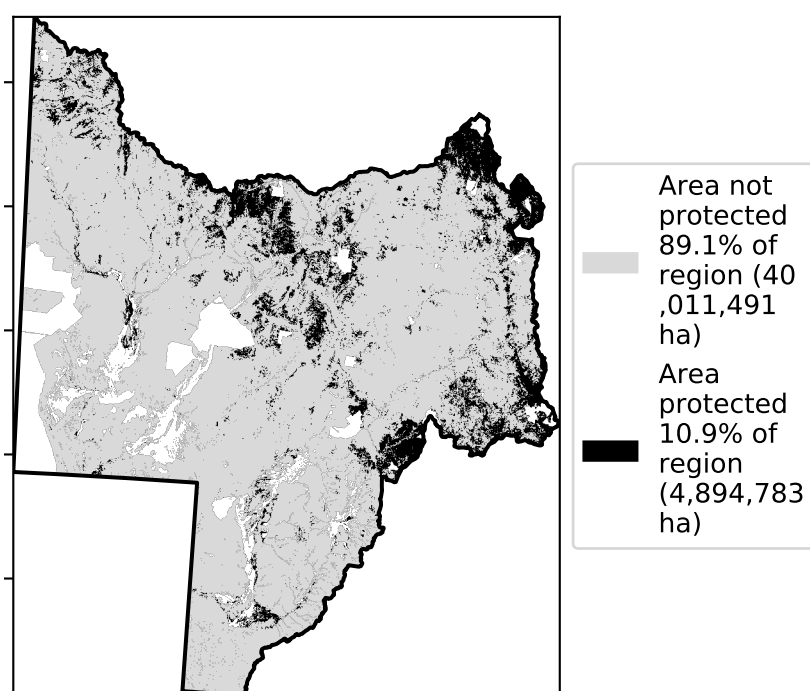 Area not
protected
89.1% of
region (40
,011,491
ha)
Area
protected
10.9% of
region
(4,894,783
ha)